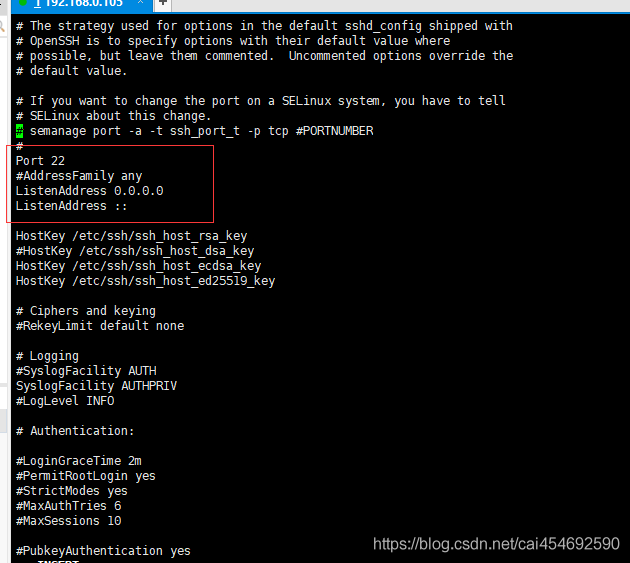 1 192.168.0.105
# The strategy used for options in the default sshd_config shipped with
# OpenSSH is to specify options with their default value where
# possible, but leave them commented.  Uncommented options override the
# default value.
# If you want to change the port on a SELinux system, you have to tell
# SELinux about this change.
# semanage port -a -t ssh_port_t -p tcp #PORTNUMBER
#
Port 22
#AddressFamily any
ListenAddress 0.0.0.0
ListenAddress ::
HostKey /etc/ssh/ssh_host_rsa_key
#HostKey /etc/ssh/ssh_host_dsa_key
HostKey /etc/ssh/ssh_host_ecdsa_key
HostKey /etc/ssh/ssh_host_ed25519_key
# Ciphers and keying
#RekeyLimit default none
# Logging
#SyslogFacility AUTH
SyslogFacility AUTHPRIV
#LogLevel INFO
# Authentication:
#LoginGraceTime 2m
#PermitRootLogin yes
#StrictModes yes
#MaxAuthTries 6
#MaxSessions 10
#PubkeyAuthentication yes
-- INSERT --
https://blog.csdn.net/cai454692590